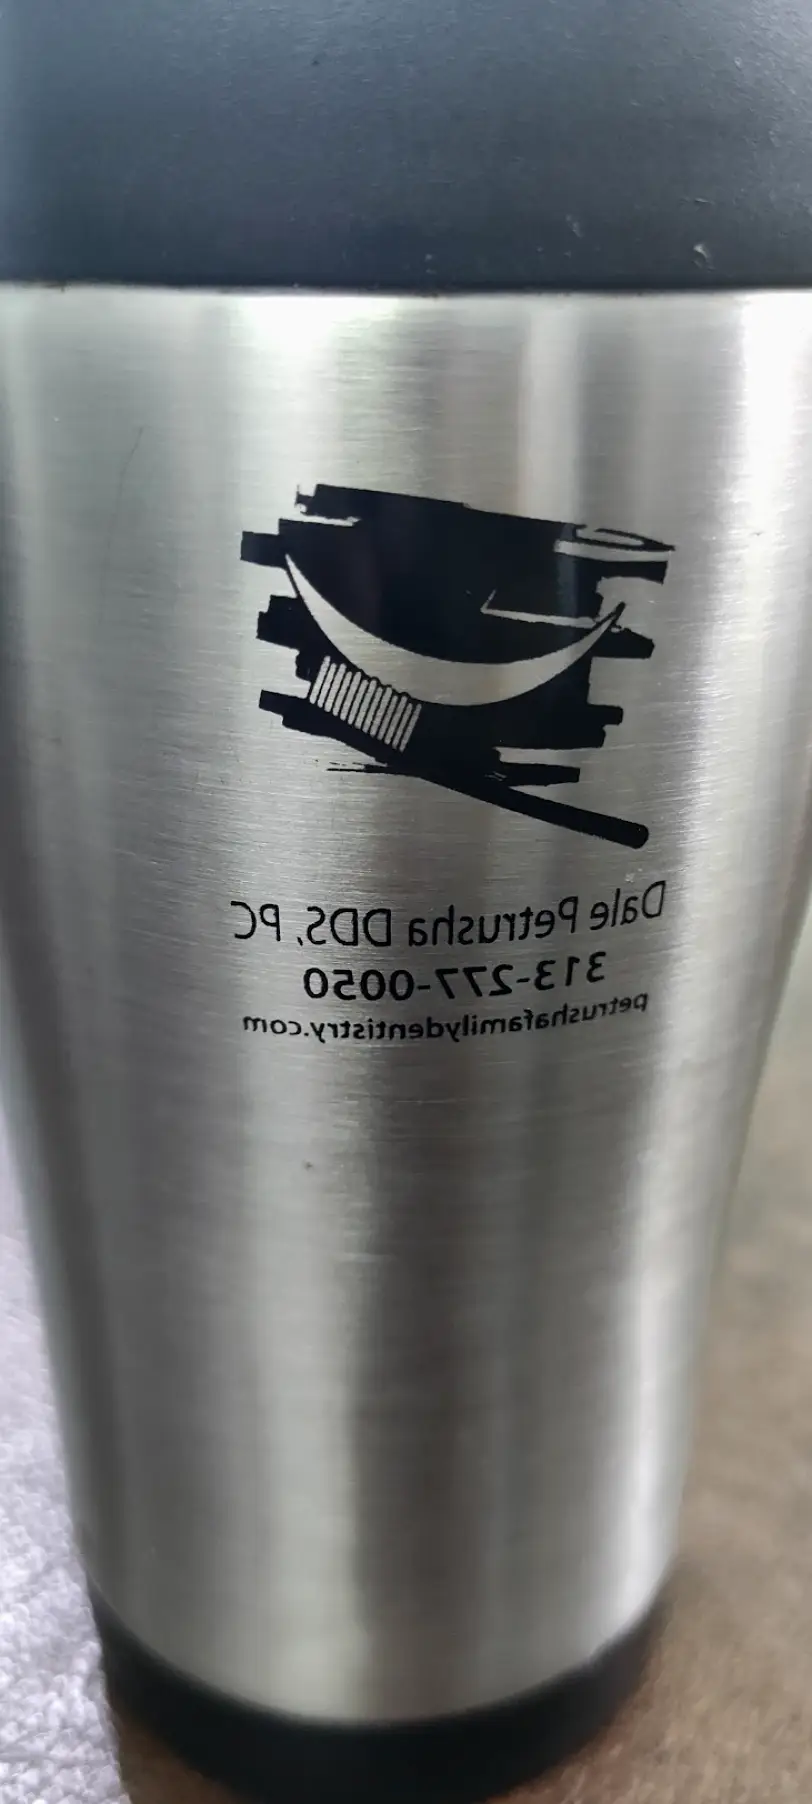 Dale Petrusha DDS, PC
313-277-0050
petrushafamilydentistry.com